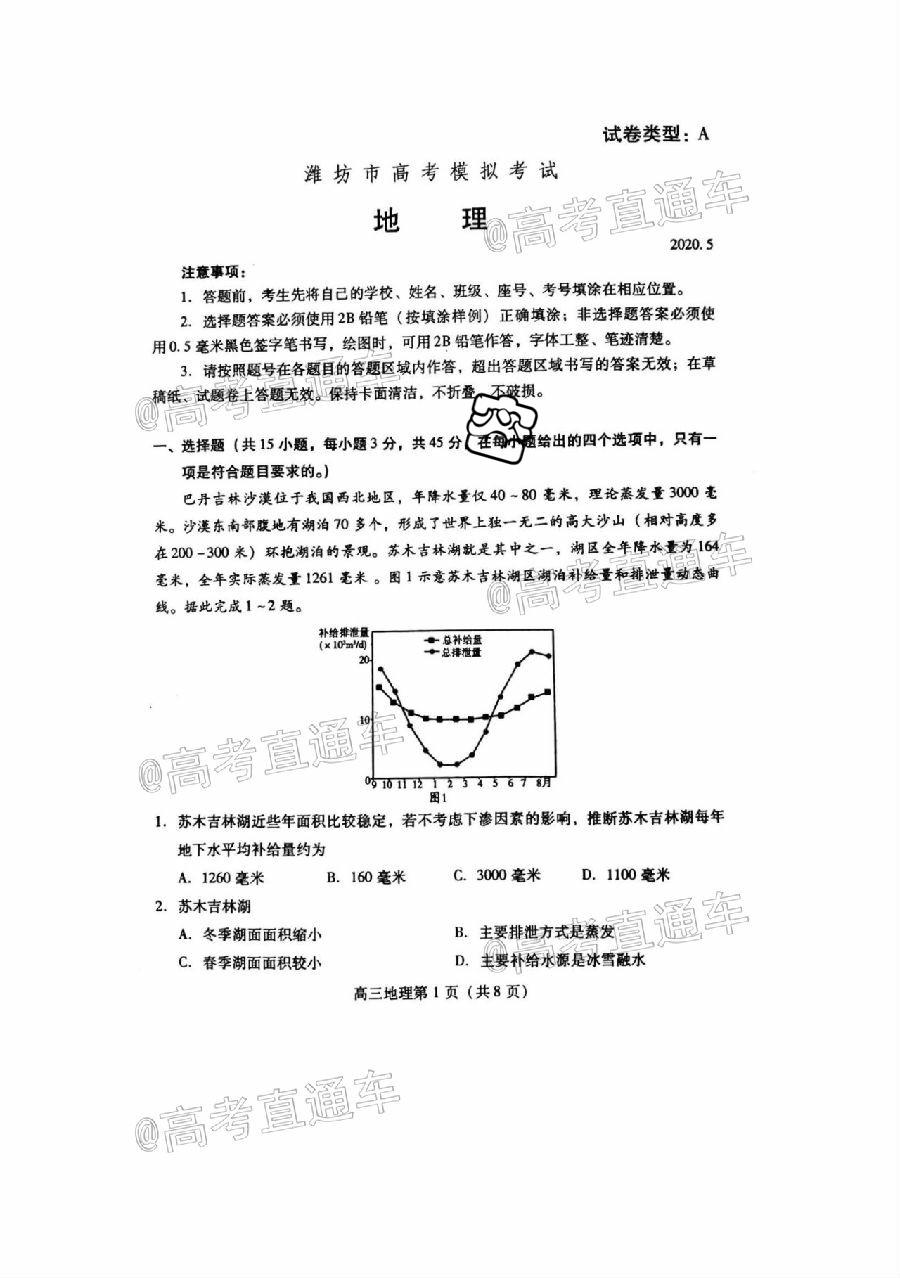 试卷类型：A
潍坊市高考模拟考试
地 理
@高考直通车
2020.5
注意事项：
1. 答题前，考生先将自己的学校、姓名、班级、座号、考号填涂在相应位置。
2. 选择题答案必须使用2B铅笔（按填涂样例）正确填涂；非选择题答案必须使
用0.5毫米黑色签字笔书写，绘图时，可用2B铅笔作答，字体工整、笔迹清楚。
3. 请按照题号在各题目的答题区域内作答，超出答题区域书写的答案无效；在草
稿纸、试题卷上答题无效。保持卡面清洁，不折叠、不破损。
@高考直通车
一、选择题（共15小题，每小题3分，共45分。在每小题给出的四个选项中，只有一
项是符合题目要求的。）
巴丹吉林沙漠位于我国西北地区，年降水量仅40~80毫米，理论蒸发量3000毫
米。沙漠东南部腹地有湖泊70多个，形成了世界上独一无二的高大沙山（相对高度多
在200-300米）环抱湖泊的景观。苏木吉林湖就是其中之一，湖区全年降水量为164
毫米，全年实际蒸发量1261毫米。图1示意苏木吉林湖区湖泊补给量和排泄量动态曲
线。据此完成1~2题。
@高考直通车
补给排泄量
(×10³m³/d)
总补给量
总排泄量
20
10
0
9 10 11 12 1 2 3 4 5 6 7 8月
图1
@高考直通车
1. 苏木吉林湖近些年面积比较稳定，若不考虑下渗因素的影响，推断苏木吉林湖每年
地下水平均补给量约为
A. 1260毫米 B. 160毫米 C. 3000毫米 D. 1100毫米
2. 苏木吉林湖
A. 冬季湖面面积缩小 B. 主要排泄方式是蒸发
C. 春季湖面面积较小 D. 主要补给水源是冰雪融水
@高考直通车
高三地理第1页（共8页）
@高考直通车